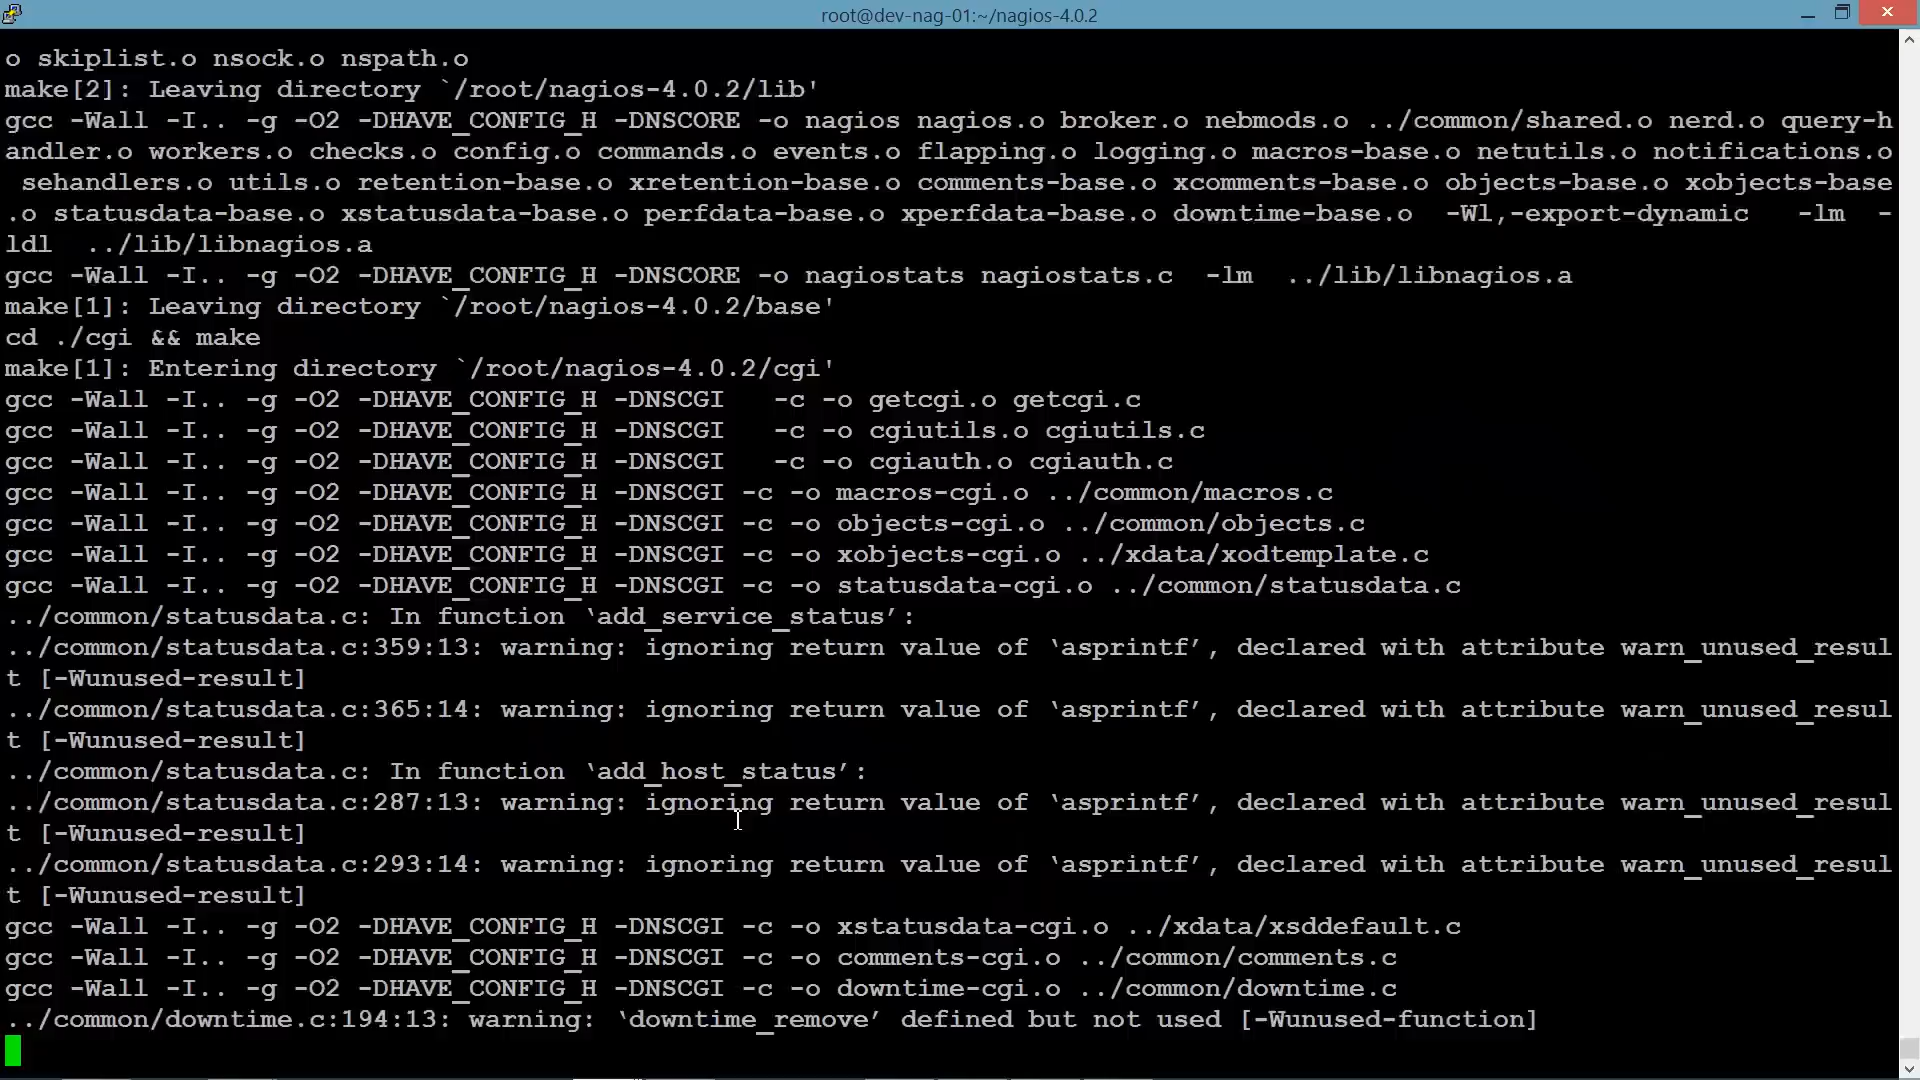 root@dev-nag-01:~/nagios-4.0.2
o skiplist.o nsock.o nspath.o
make[2]: Leaving directory `/root/nagios-4.0.2/lib'
gcc -Wall -I.. -g -O2 -DHAVE_CONFIG_H -DNSCORE -o nagios nagios.o broker.o nebmods.o ../common/shared.o nerd.o query-h
andler.o workers.o checks.o config.o commands.o events.o flapping.o logging.o macros-base.o netutils.o notifications.o
 sehandlers.o utils.o retention-base.o xretention-base.o comments-base.o xcomments-base.o objects-base.o xobjects-base
.o statusdata-base.o xstatusdata-base.o perfdata-base.o xperfdata-base.o downtime-base.o  -Wl,-export-dynamic   -lm  -
ldl  ../lib/libnagios.a
gcc -Wall -I.. -g -O2 -DHAVE_CONFIG_H -DNSCORE -o nagiostats nagiostats.c  -lm  ../lib/libnagios.a
make[1]: Leaving directory `/root/nagios-4.0.2/base'
cd ./cgi && make
make[1]: Entering directory `/root/nagios-4.0.2/cgi'
gcc -Wall -I.. -g -O2 -DHAVE_CONFIG_H -DNSCGI   -c -o getcgi.o getcgi.c
gcc -Wall -I.. -g -O2 -DHAVE_CONFIG_H -DNSCGI   -c -o cgiutils.o cgiutils.c
gcc -Wall -I.. -g -O2 -DHAVE_CONFIG_H -DNSCGI   -c -o cgiauth.o cgiauth.c
gcc -Wall -I.. -g -O2 -DHAVE_CONFIG_H -DNSCGI -c -o macros-cgi.o ../common/macros.c
gcc -Wall -I.. -g -O2 -DHAVE_CONFIG_H -DNSCGI -c -o objects-cgi.o ../common/objects.c
gcc -Wall -I.. -g -O2 -DHAVE_CONFIG_H -DNSCGI -c -o xobjects-cgi.o ../xdata/xodtemplate.c
gcc -Wall -I.. -g -O2 -DHAVE_CONFIG_H -DNSCGI -c -o statusdata-cgi.o ../common/statusdata.c
../common/statusdata.c: In function ‘add_service_status’:
../common/statusdata.c:359:13: warning: ignoring return value of ‘asprintf’, declared with attribute warn_unused_resul
t [-Wunused-result]
../common/statusdata.c:365:14: warning: ignoring return value of ‘asprintf’, declared with attribute warn_unused_resul
t [-Wunused-result]
../common/statusdata.c: In function ‘add_host_status’:
../common/statusdata.c:287:13: warning: ignoring return value of ‘asprintf’, declared with attribute warn_unused_resul
t [-Wunused-result]
../common/statusdata.c:293:14: warning: ignoring return value of ‘asprintf’, declared with attribute warn_unused_resul
t [-Wunused-result]
gcc -Wall -I.. -g -O2 -DHAVE_CONFIG_H -DNSCGI -c -o xstatusdata-cgi.o ../xdata/xsddefault.c
gcc -Wall -I.. -g -O2 -DHAVE_CONFIG_H -DNSCGI -c -o comments-cgi.o ../common/comments.c
gcc -Wall -I.. -g -O2 -DHAVE_CONFIG_H -DNSCGI -c -o downtime-cgi.o ../common/downtime.c
../common/downtime.c:194:13: warning: ‘downtime_remove’ defined but not used [-Wunused-function]